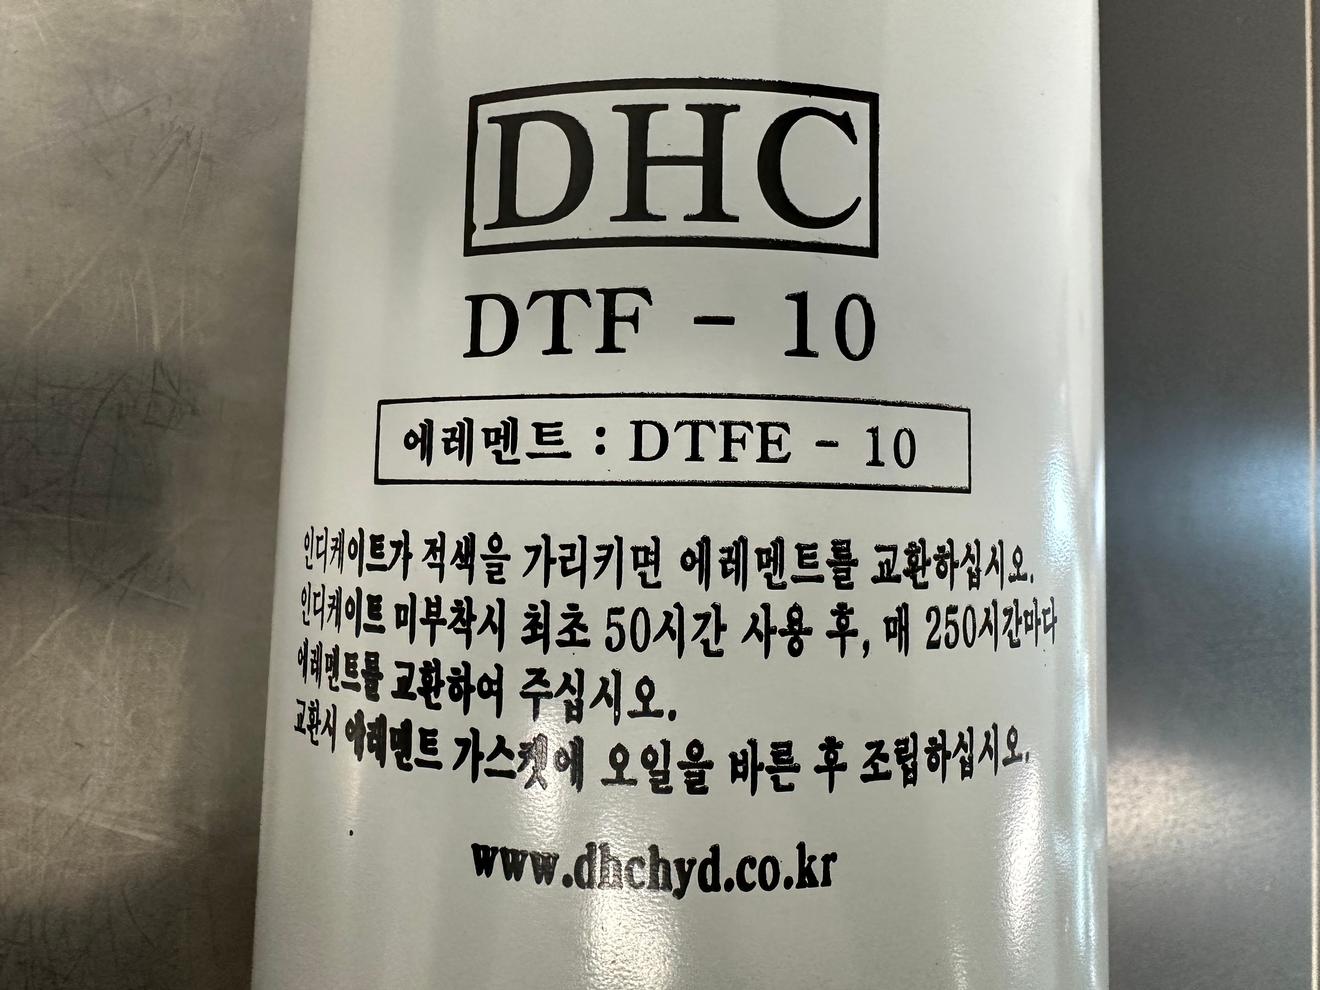 DHC
DTF - 10
에레멘트 : DTFE - 10
인디케이트가 적색을 가리키면 에레멘트를 교환하십시오.
인디케이트 미부착시 최초 50시간 사용 후, 매 250시간마다
에레멘트를 교환하여 주십시오.
교환시 에레멘트 가스켓에 오일을 바른 후 조립하십시오.
www.dhchyd.co.kr